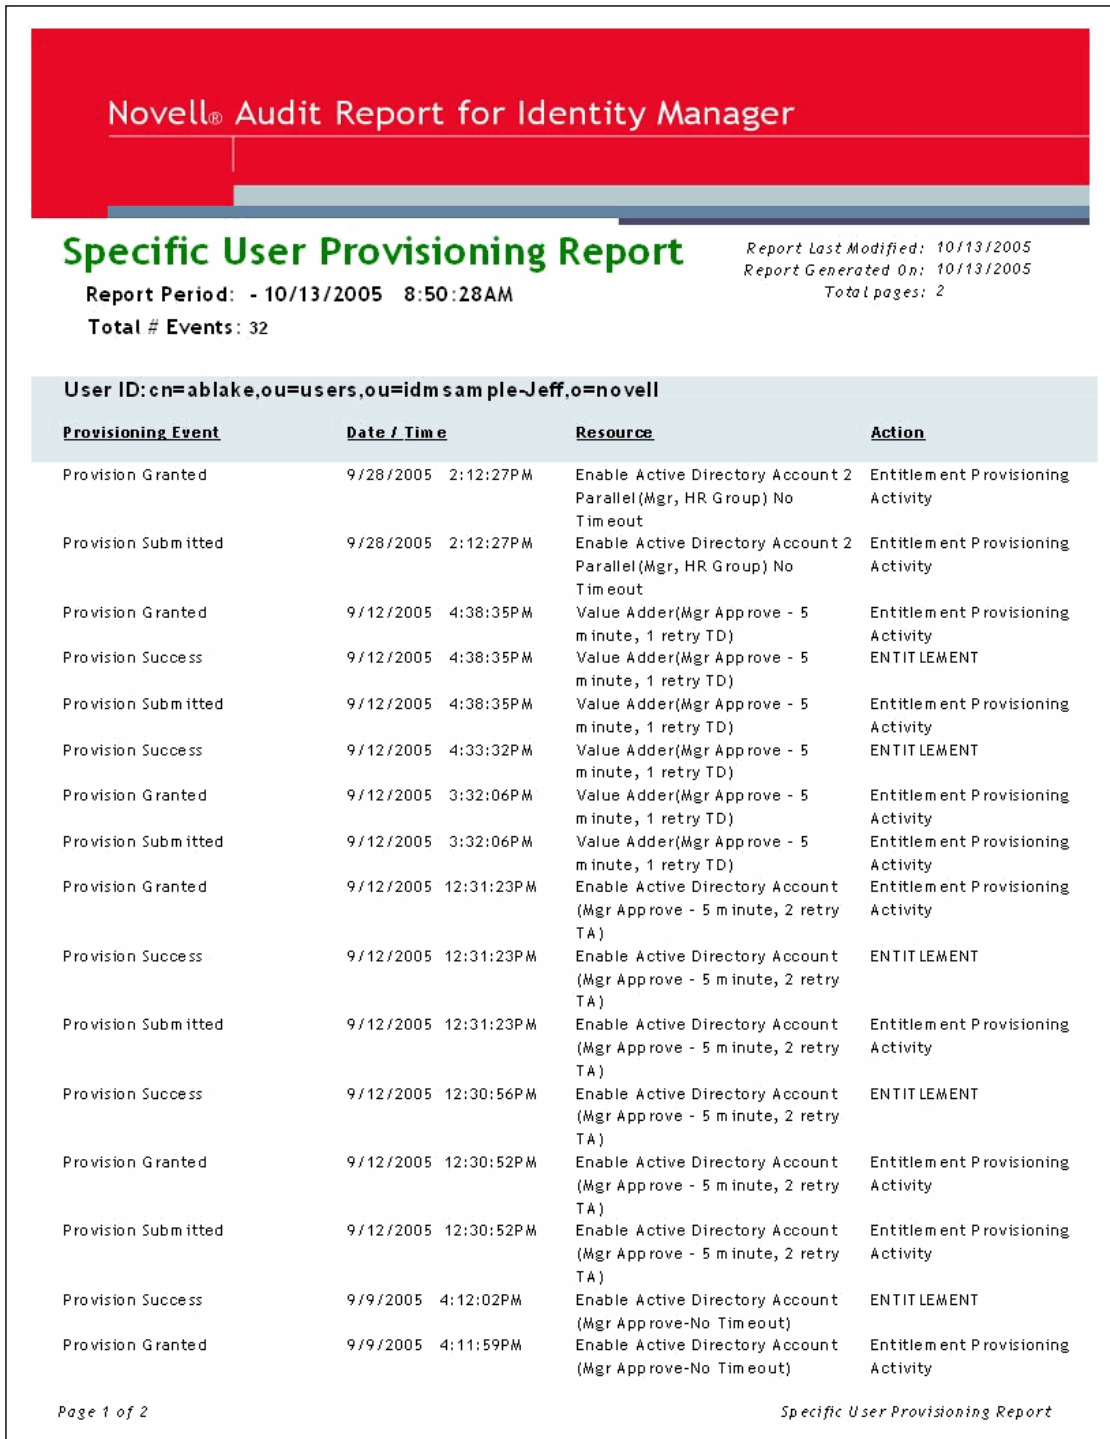 Novell® Audit Report for Identity Manager
Specific User Provisioning Report
Report Last Modified: 10/13/2005
Report Generated On: 10/13/2005
Total pages: 2
Report Period: - 10/13/2005 8:50:28AM
Total # Events: 32
User ID:cn=ablake,ou=users,ou=idmsample-Jeff,o=novell
Provisioning Event Date / Time Resource Action
Provision Granted 9/28/2005 2:12:27PM Enable Active Directory Account 2 Entitlement Provisioning
Parallel(Mgr, HR Group) No Activity
Timeout
Provision Submitted 9/28/2005 2:12:27PM Enable Active Directory Account 2 Entitlement Provisioning
Parallel(Mgr, HR Group) No Activity
Timeout
Provision Granted 9/12/2005 4:38:35PM Value Adder(Mgr Approve - 5 Entitlement Provisioning
minute, 1 retry TD) Activity
Provision Success 9/12/2005 4:38:35PM Value Adder(Mgr Approve - 5 ENTITLEMENT
minute, 1 retry TD)
Provision Submitted 9/12/2005 4:38:35PM Value Adder(Mgr Approve - 5 Entitlement Provisioning
minute, 1 retry TD) Activity
Provision Success 9/12/2005 4:33:32PM Value Adder(Mgr Approve - 5 ENTITLEMENT
minute, 1 retry TD)
Provision Granted 9/12/2005 3:32:06PM Value Adder(Mgr Approve - 5 Entitlement Provisioning
minute, 1 retry TD) Activity
Provision Submitted 9/12/2005 3:32:06PM Value Adder(Mgr Approve - 5 Entitlement Provisioning
minute, 1 retry TD) Activity
Provision Granted 9/12/2005 12:31:23PM Enable Active Directory Account Entitlement Provisioning
(Mgr Approve - 5 minute, 2 retry Activity
TA)
Provision Success 9/12/2005 12:31:23PM Enable Active Directory Account ENTITLEMENT
(Mgr Approve - 5 minute, 2 retry
TA)
Provision Submitted 9/12/2005 12:31:23PM Enable Active Directory Account Entitlement Provisioning
(Mgr Approve - 5 minute, 2 retry Activity
TA)
Provision Success 9/12/2005 12:30:56PM Enable Active Directory Account ENTITLEMENT
(Mgr Approve - 5 minute, 2 retry
TA)
Provision Granted 9/12/2005 12:30:52PM Enable Active Directory Account Entitlement Provisioning
(Mgr Approve - 5 minute, 2 retry Activity
TA)
Provision Submitted 9/12/2005 12:30:52PM Enable Active Directory Account Entitlement Provisioning
(Mgr Approve - 5 minute, 2 retry Activity
TA)
Provision Success 9/9/2005 4:12:02PM Enable Active Directory Account ENTITLEMENT
(Mgr Approve-No Timeout)
Provision Granted 9/9/2005 4:11:59PM Enable Active Directory Account Entitlement Provisioning
(Mgr Approve-No Timeout) Activity
Page 1 of 2 Specific User Provisioning Report